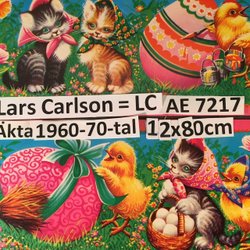 Lars Carlson = LC AE 7217
Äkta 1960-70-tal 12x80cm